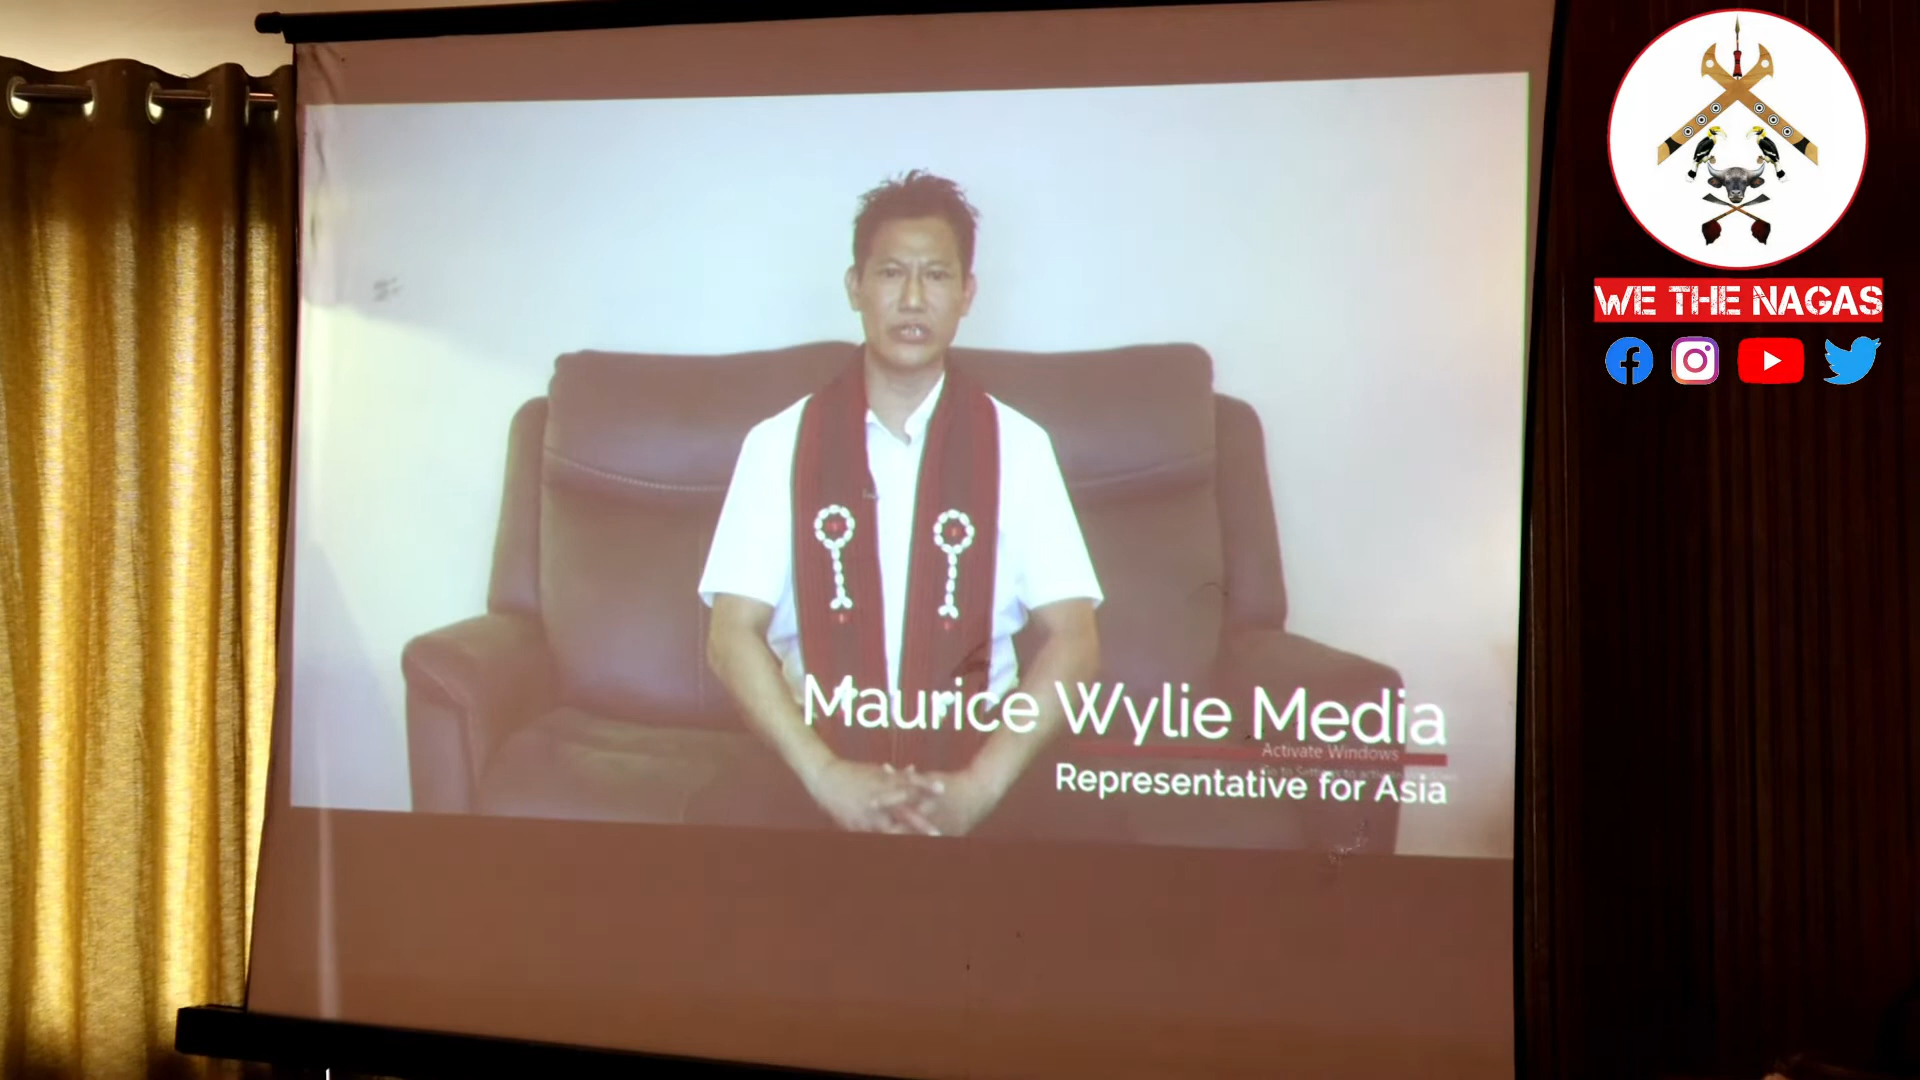 WE THE NAGAS
Maurice Wylie Media
Activate Windows
Representative for Asia